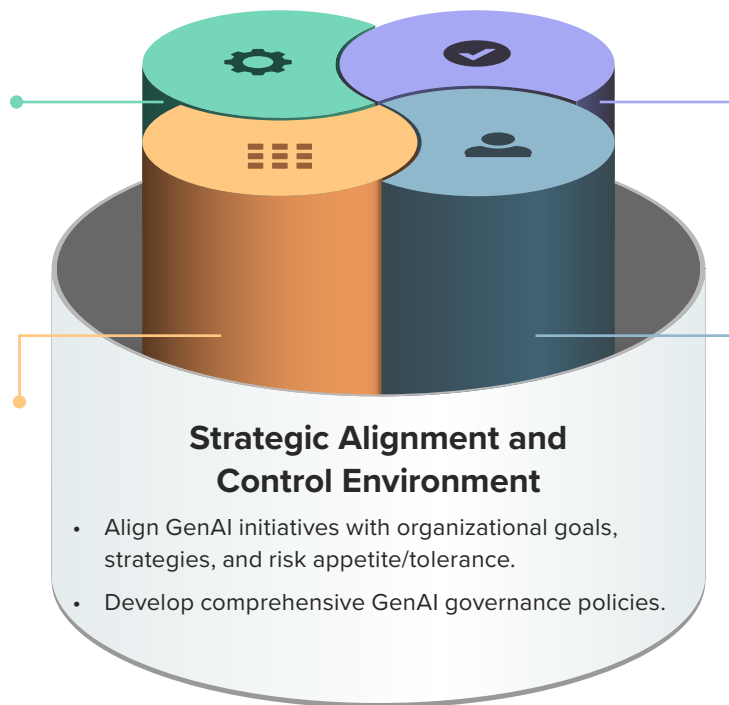 Strategic Alignment and
Control Environment
• Align GenAI initiatives with organizational goals,
strategies, and risk appetite/tolerance.
• Develop comprehensive GenAI governance policies.